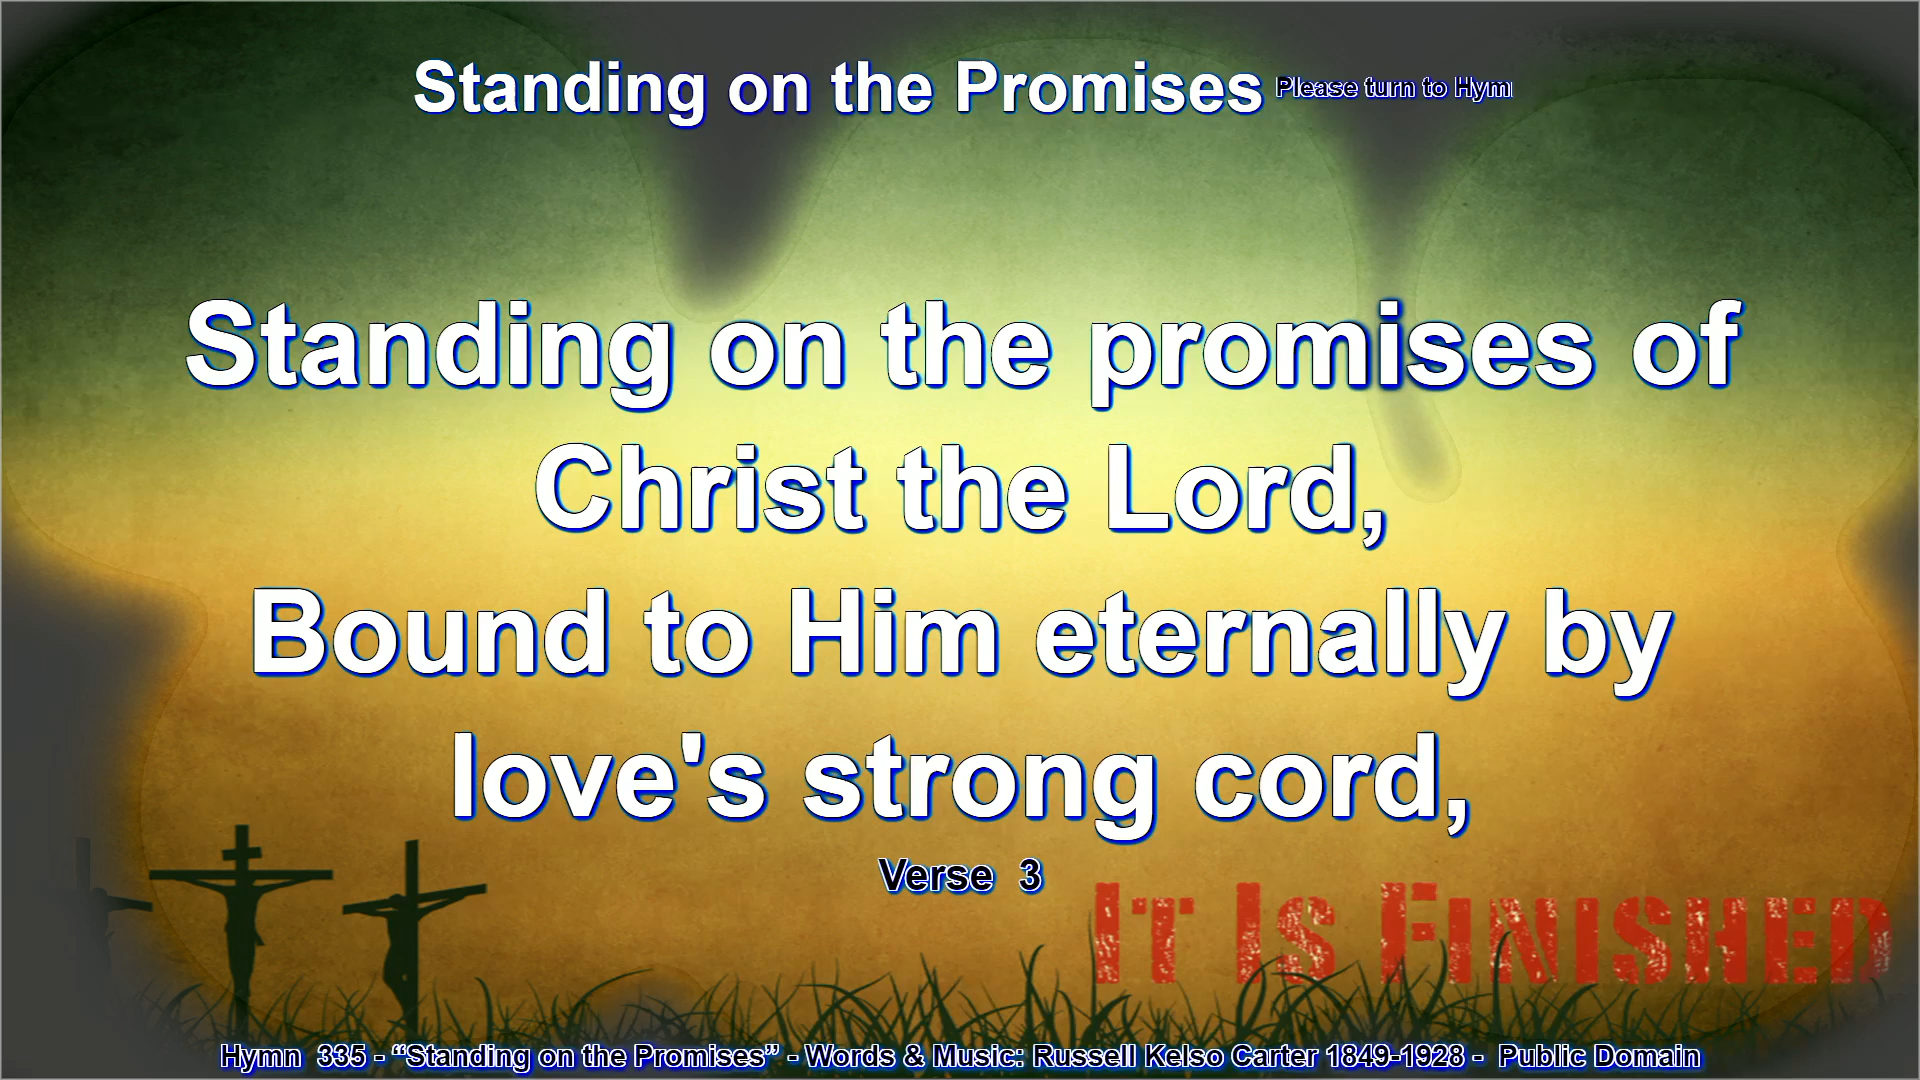 Standing on the Promises Please turn to Hym
Standing on the promises of
Christ the Lord,
Bound to Him eternally by
love's strong cord,
Verse 3
It Is Finished
Hymn 335 - “Standing on the Promises” - Words & Music: Russell Kelso Carter 1849-1928 - Public Domain